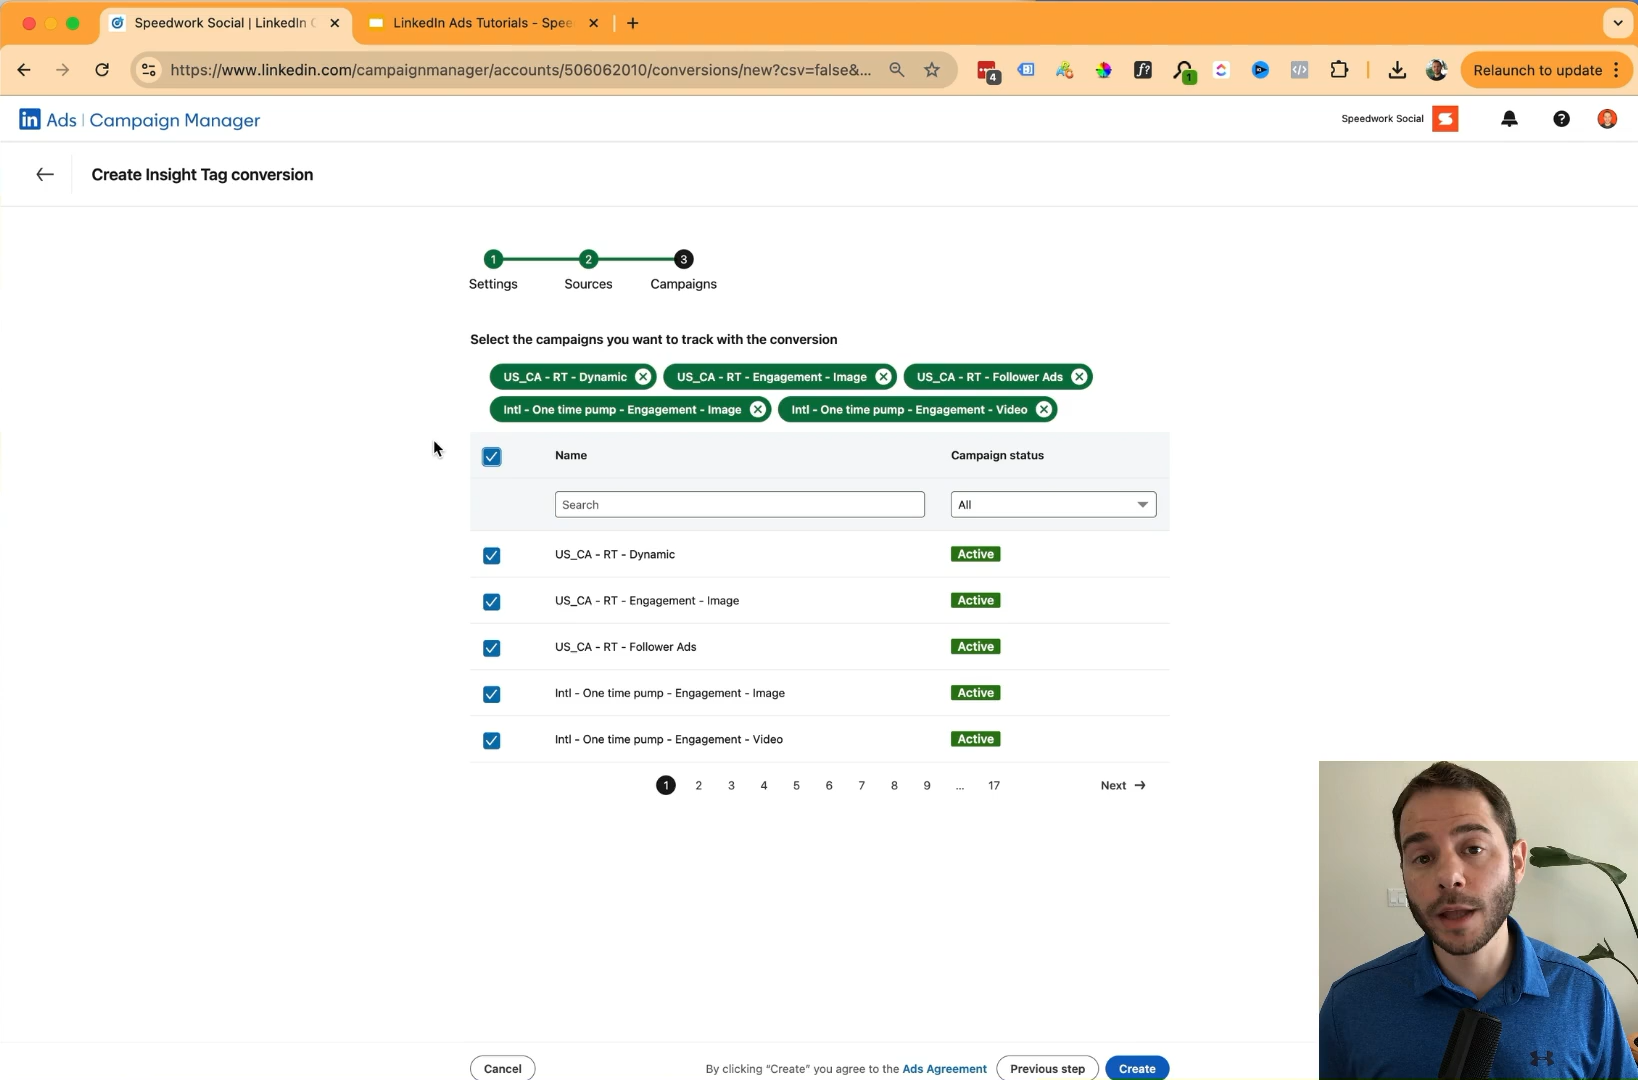 Speedwork Social | LinkedIn C
LinkedIn Ads Tutorials - Spee
https://www.linkedin.com/campaignmanager/accounts/506062010/conversions/new?csv=false&...
4
1
Relaunch to update
in Ads | Campaign Manager
Speedwork Social
Create Insight Tag conversion
1 2 3
Settings Sources Campaigns
Select the campaigns you want to track with the conversion
US_CA - RT - Dynamic
US_CA - RT - Engagement - Image
US_CA - RT - Follower Ads
Intl - One time pump - Engagement - Image
Intl - One time pump - Engagement - Video
Name Campaign status
Search All
US_CA - RT - Dynamic Active
US_CA - RT - Engagement - Image Active
US_CA - RT - Follower Ads Active
Intl - One time pump - Engagement - Image Active
Intl - One time pump - Engagement - Video Active
1 2 3 4 5 6 7 8 9 ... 17 Next →
Cancel By clicking “Create” you agree to the Ads Agreement Previous step Create